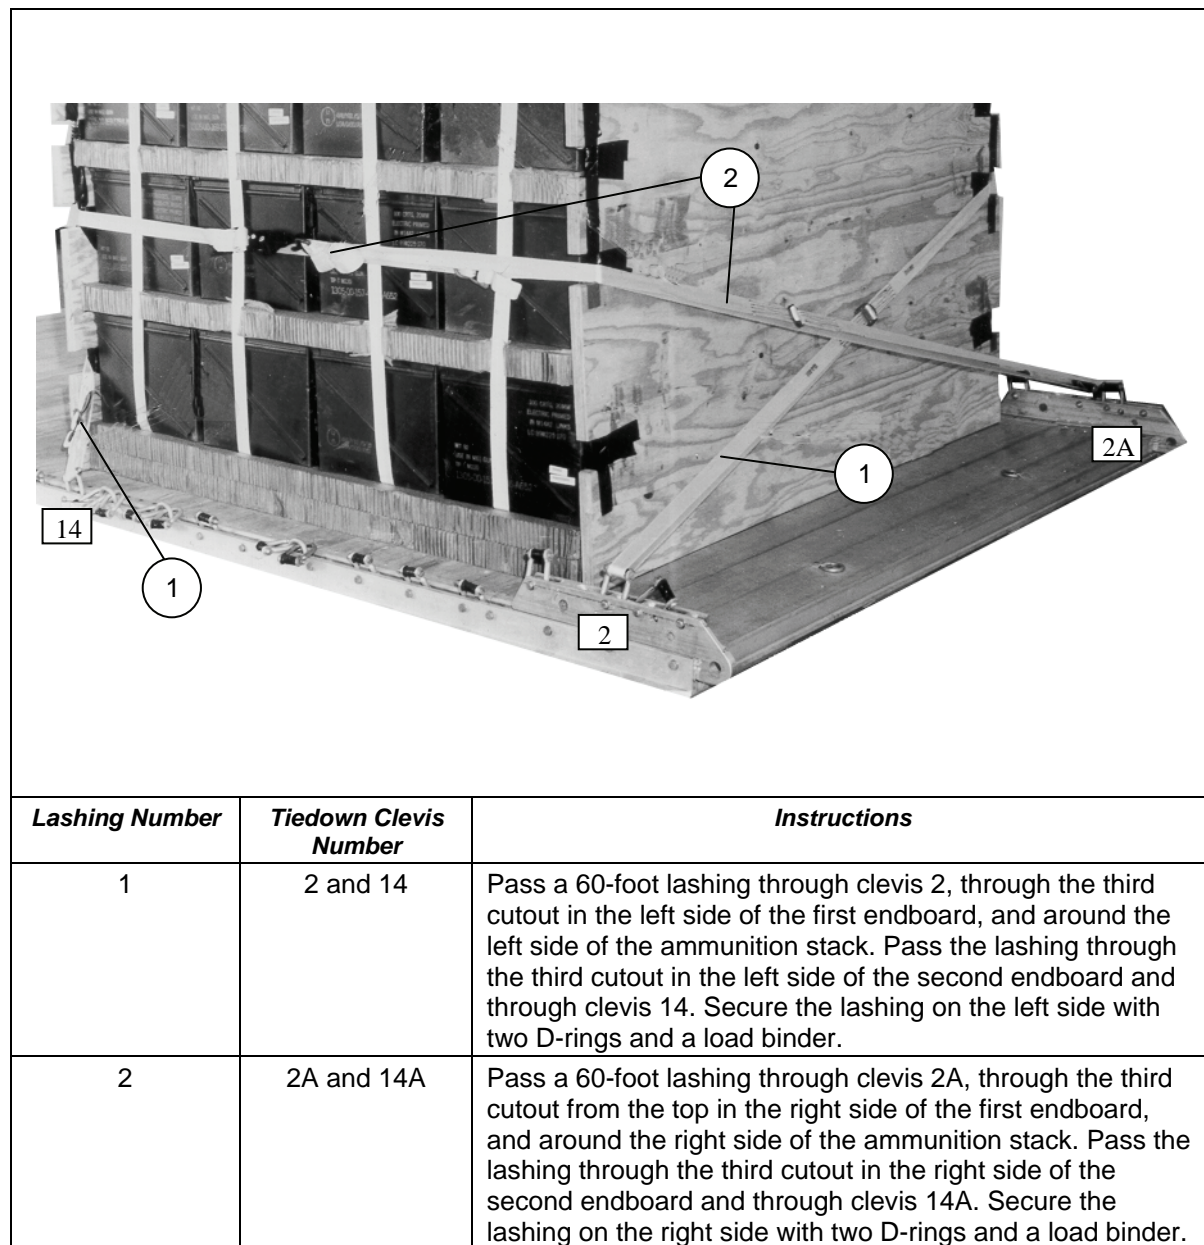 2
1
2A
14
1
2
Lashing Number
Tiedown Clevis
Number
Instructions
1
2 and 14
Pass a 60-foot lashing through clevis 2, through the third
cutout in the left side of the first endboard, and around the
left side of the ammunition stack. Pass the lashing through
the third cutout in the left side of the second endboard and
through clevis 14. Secure the lashing on the left side with
two D-rings and a load binder.
2
2A and 14A
Pass a 60-foot lashing through clevis 2A, through the third
cutout from the top in the right side of the first endboard,
and around the right side of the ammunition stack. Pass the
lashing through the third cutout in the right side of the
second endboard and through clevis 14A. Secure the
lashing on the right side with two D-rings and a load binder.